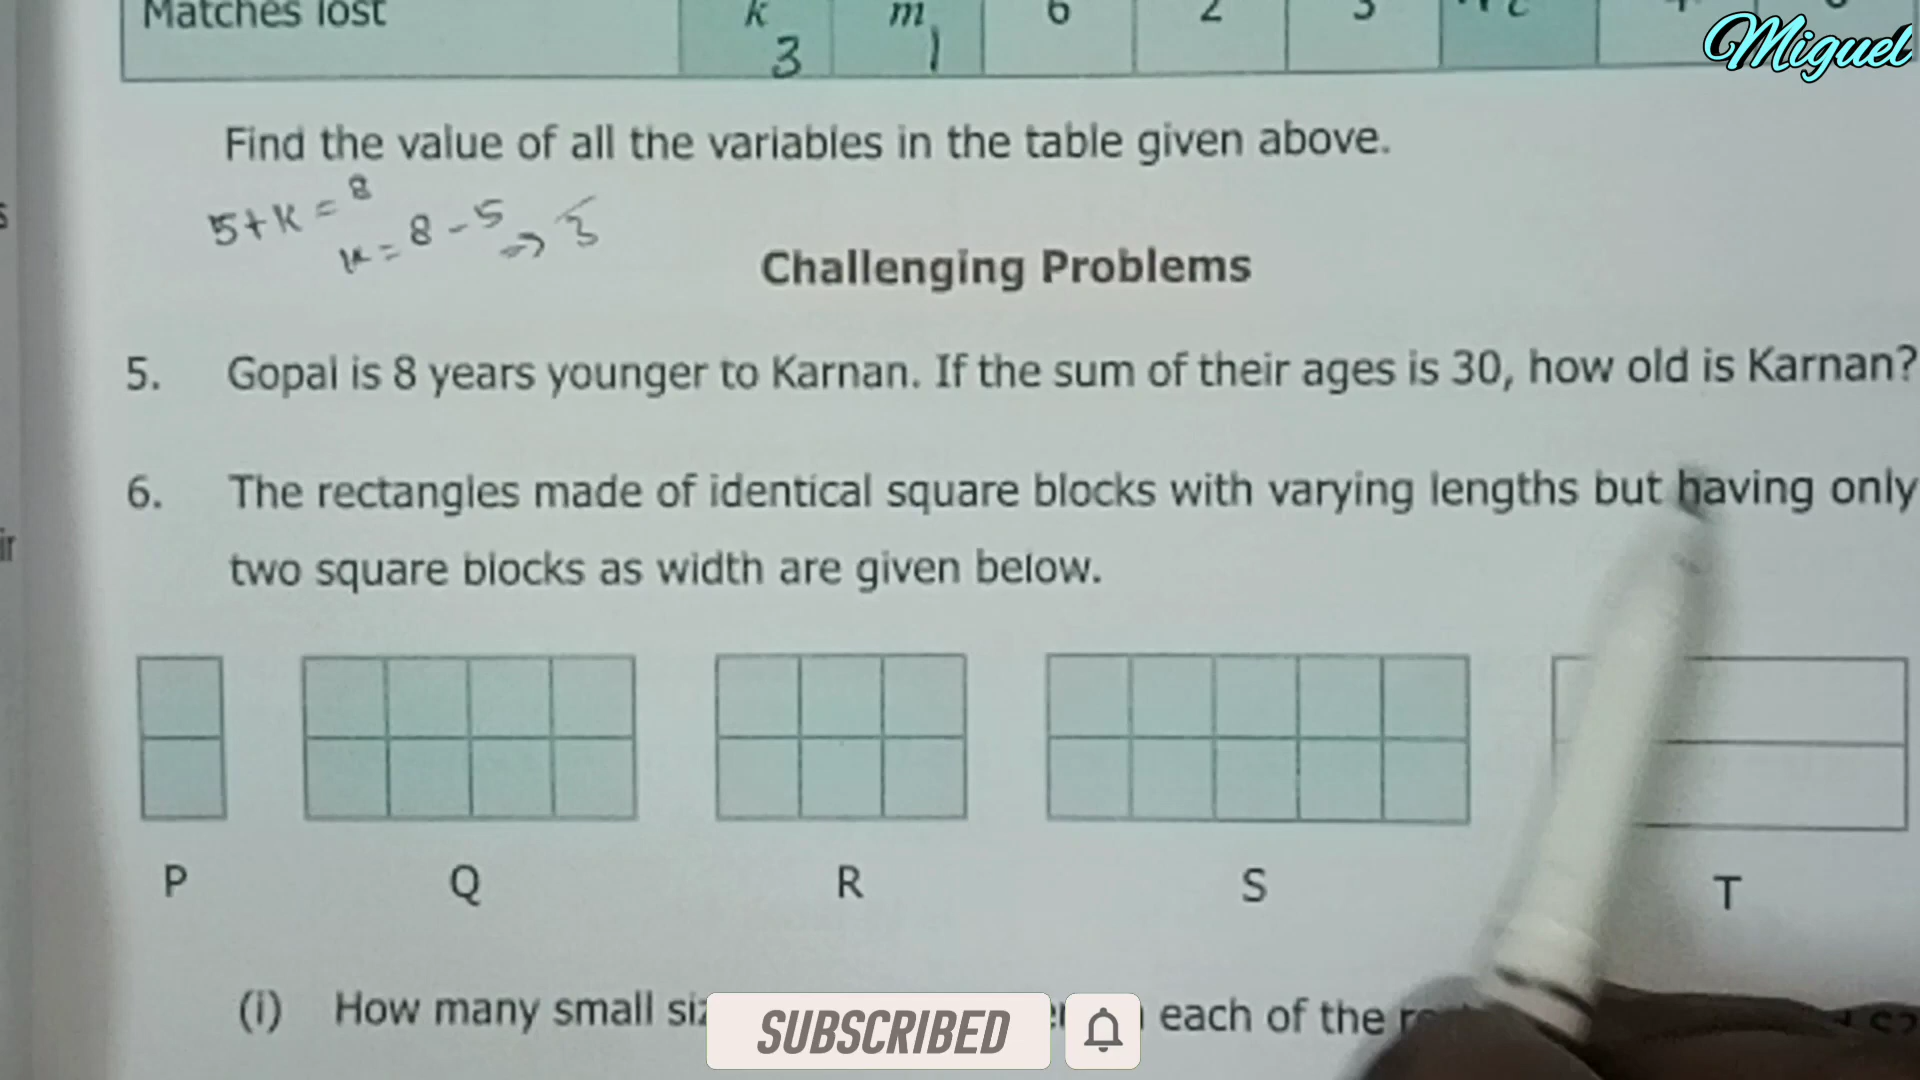 Matches lost k m 6 2 3
3 1
Miguel
Find the value of all the variables in the table given above.
5+k = 8
k = 8 - 5 => 3
Challenging Problems
5. Gopal is 8 years younger to Karnan. If the sum of their ages is 30, how old is Karnan?
6. The rectangles made of identical square blocks with varying lengths but having only
two square blocks as width are given below.
P Q R S T
(i) How many small each of the
SUBSCRIBED